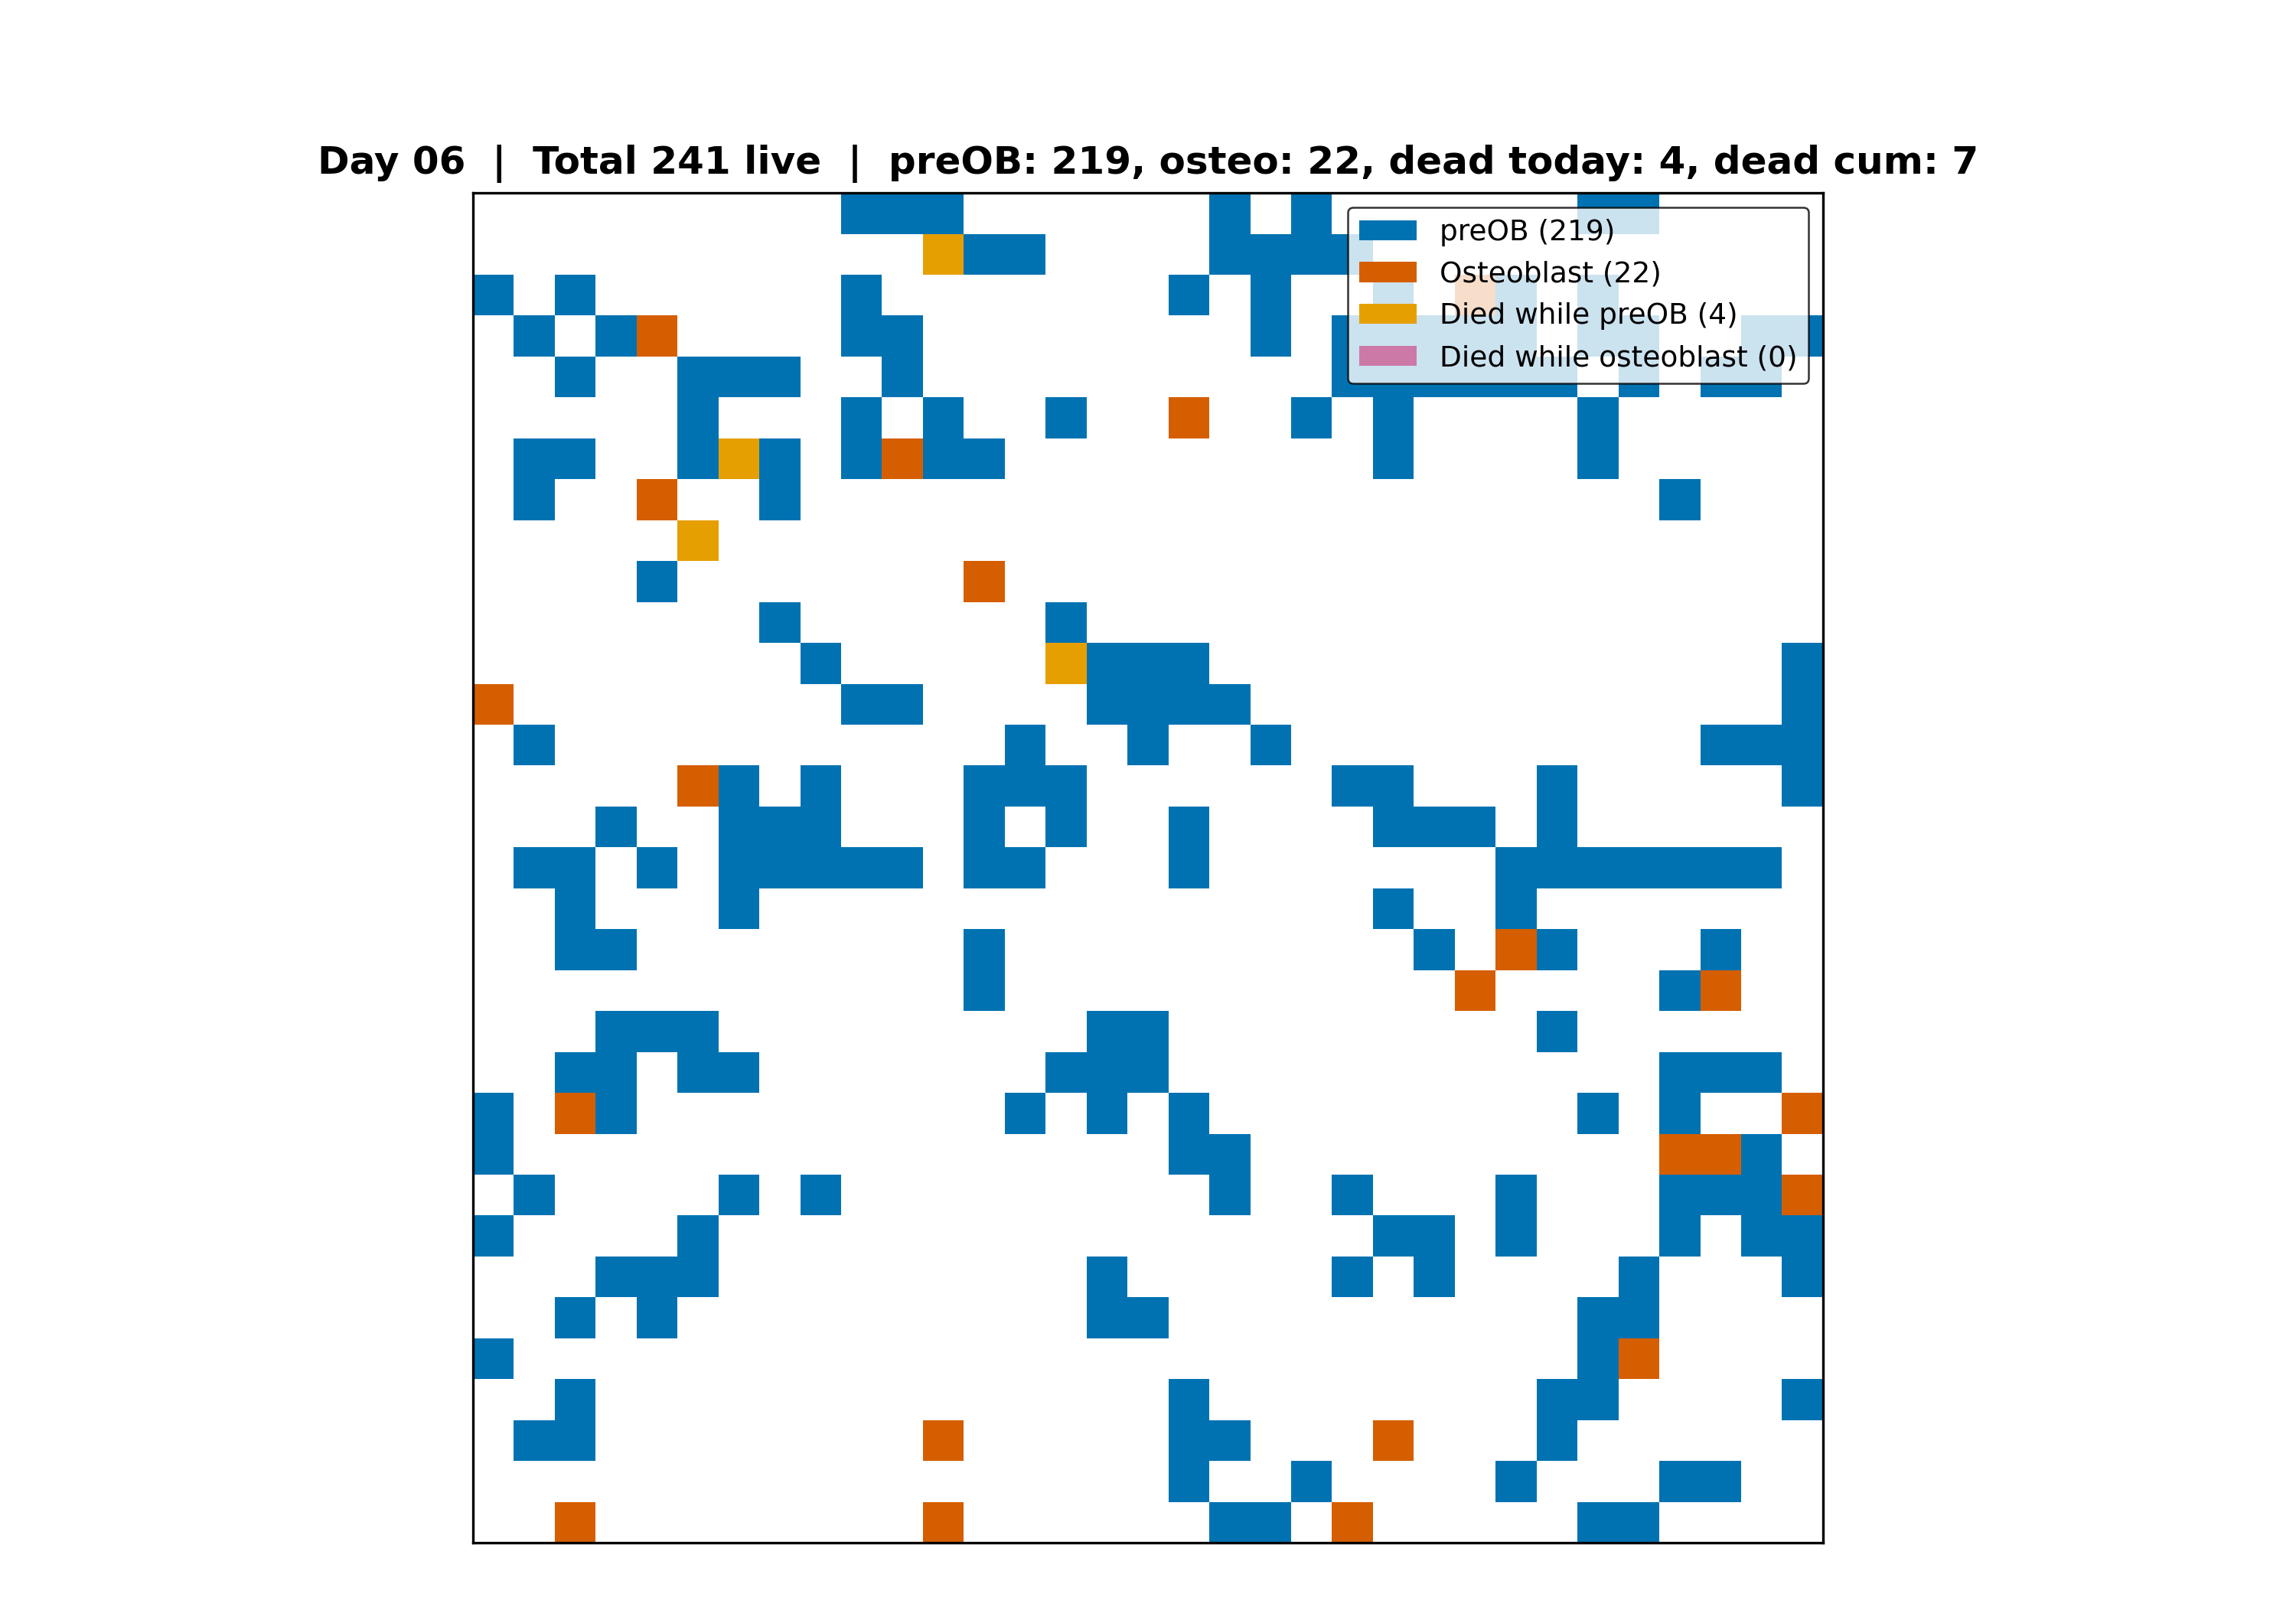 Day 06 | Total 241 live | preOB: 219, osteo: 22, dead today: 4, dead cum: 7
preOB (219)
Osteoblast (22)
Died while preOB (4)
Died while osteoblast (0)